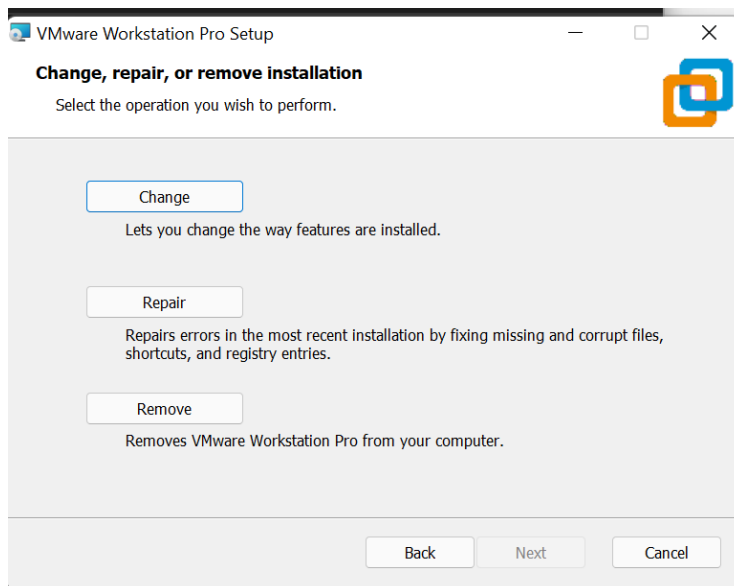 VMware Workstation Pro Setup
Change, repair, or remove installation
Select the operation you wish to perform.
Change
Lets you change the way features are installed.
Repair
Repairs errors in the most recent installation by fixing missing and corrupt files,
shortcuts, and registry entries.
Remove
Removes VMware Workstation Pro from your computer.
Back
Next
Cancel